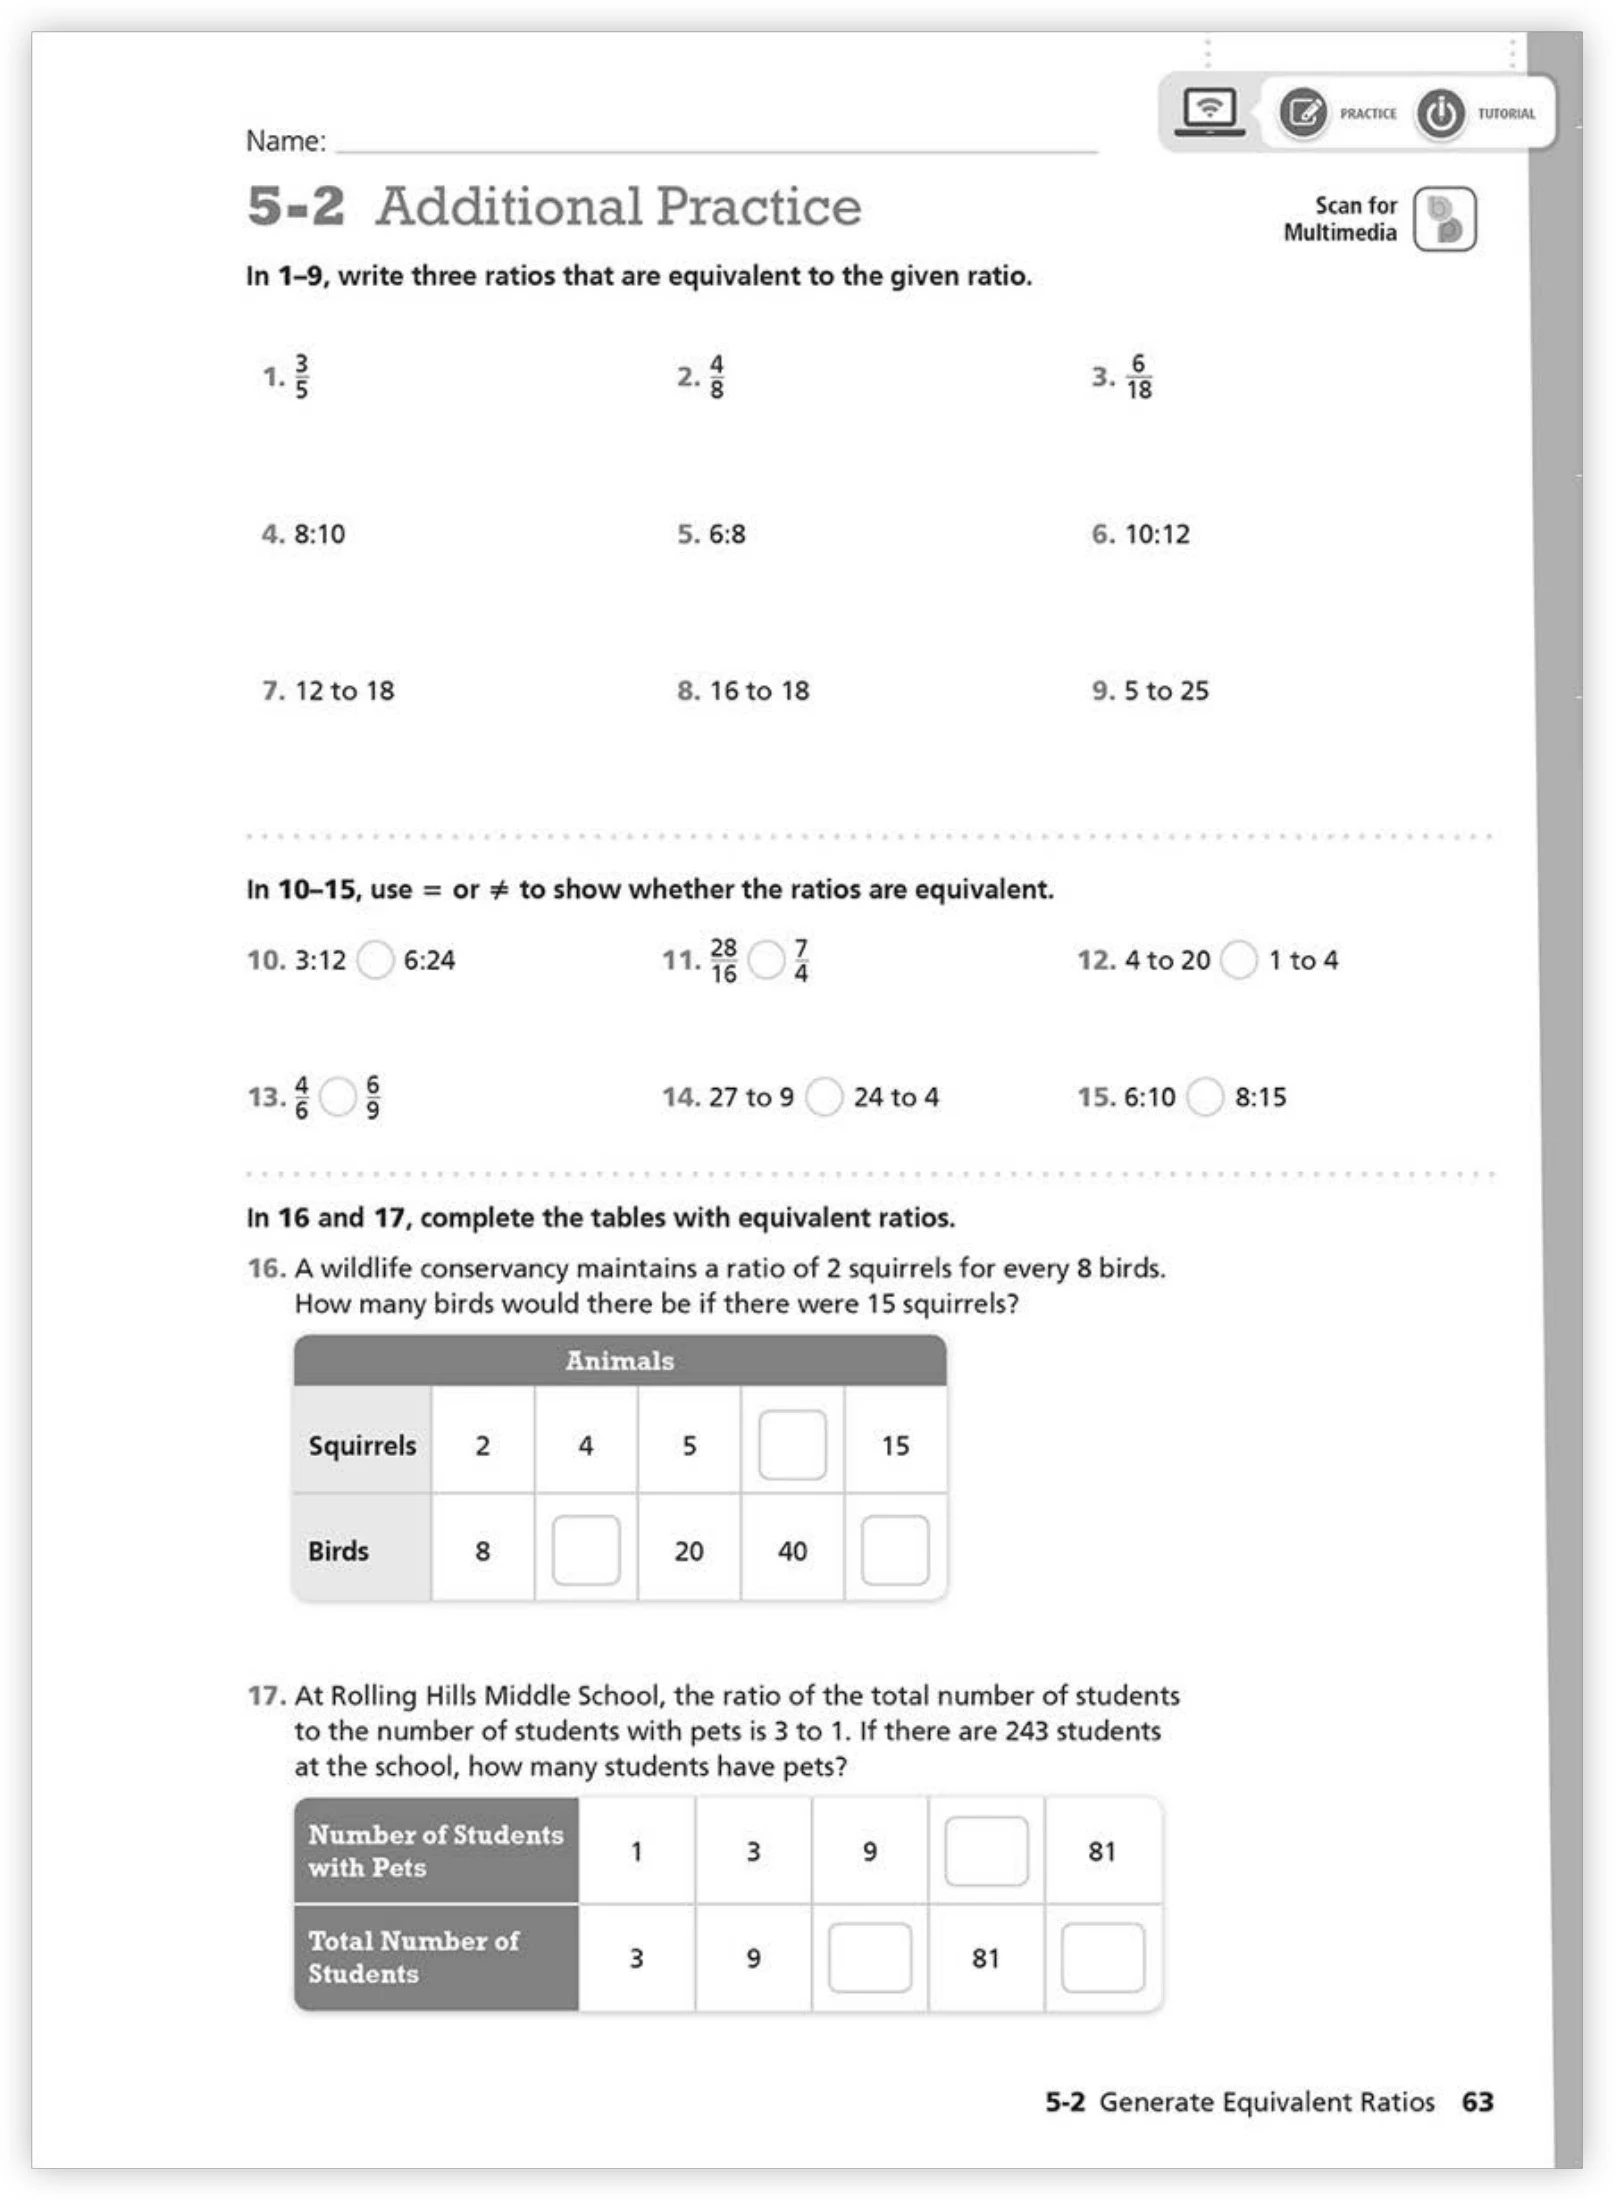 PRACTICE TUTORIAL
Name:
5-2 Additional Practice
Scan for
Multimedia
In 1–9, write three ratios that are equivalent to the given ratio.
1. 3/5 2. 4/8 3. 6/18
4. 8:10 5. 6:8 6. 10:12
7. 12 to 18 8. 16 to 18 9. 5 to 25
In 10–15, use = or ≠ to show whether the ratios are equivalent.
10. 3:12 ◯ 6:24 11. 28/16 ◯ 7/4 12. 4 to 20 ◯ 1 to 4
13. 4/6 ◯ 6/9 14. 27 to 9 ◯ 24 to 4 15. 6:10 ◯ 8:15
In 16 and 17, complete the tables with equivalent ratios.
16. A wildlife conservancy maintains a ratio of 2 squirrels for every 8 birds.
How many birds would there be if there were 15 squirrels?
Animals
Squirrels 2 4 5 15
Birds 8 20 40
17. At Rolling Hills Middle School, the ratio of the total number of students
to the number of students with pets is 3 to 1. If there are 243 students
at the school, how many students have pets?
Number of Students
with Pets
1 3 9 81
Total Number of
Students
3 9 81
5-2 Generate Equivalent Ratios 63